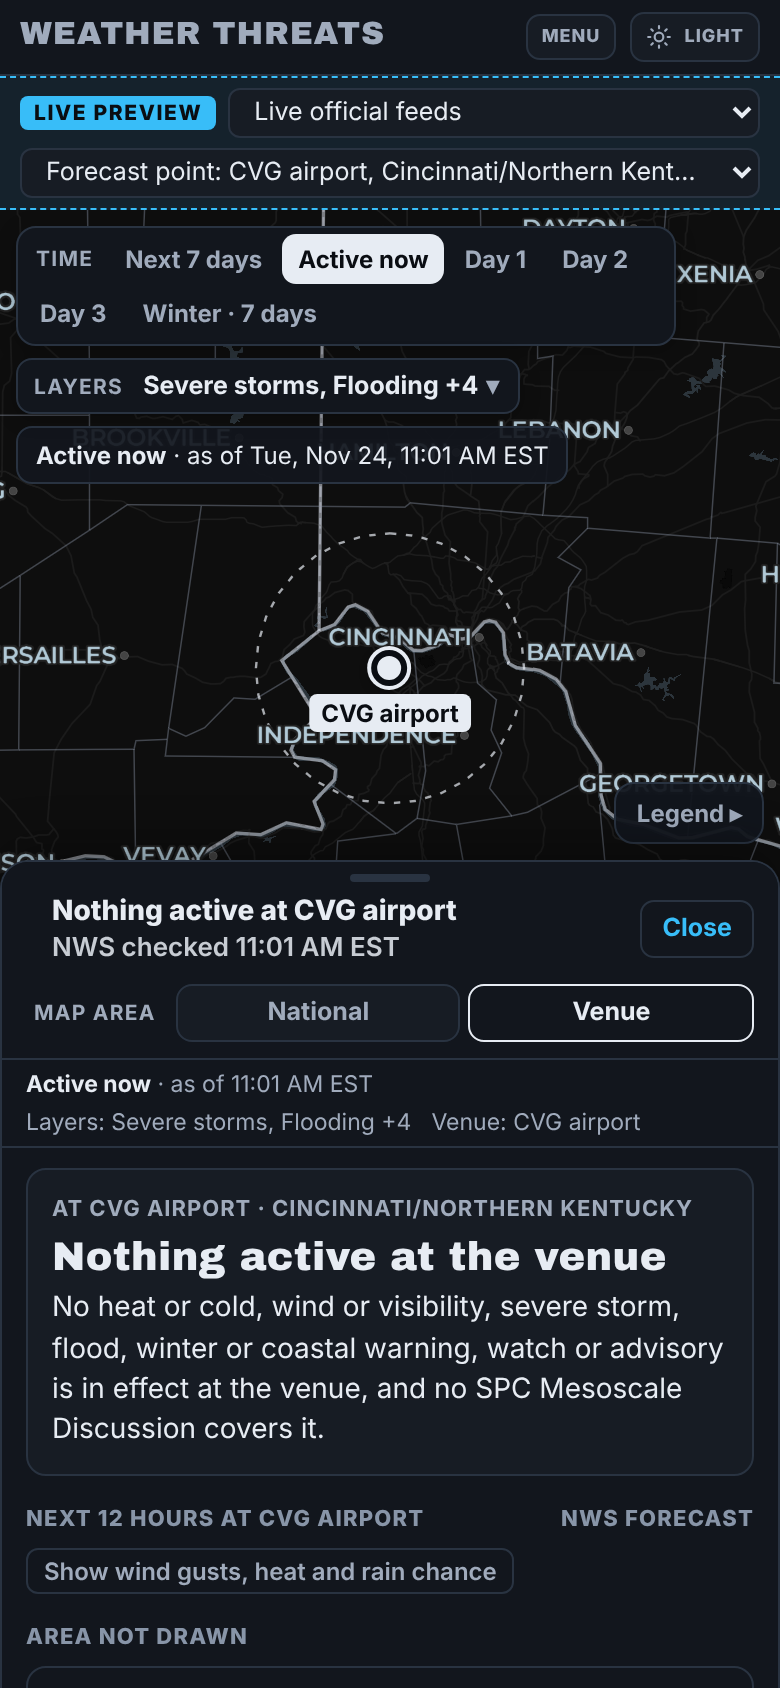 WEATHER THREATS
MENU
LIGHT
LIVE PREVIEW
Live official feeds
Forecast point: CVG airport, Cincinnati/Northern Kent...
DAYTON
XENIA
TIME
Next 7 days
Active now
Day 1
Day 2
Day 3
Winter · 7 days
LAYERS
Severe storms, Flooding +4 ▾
BROOKVILLE
LEBANON
Active now · as of Tue, Nov 24, 11:01 AM EST
CINCINNATI
RSAILLES
BATAVIA
H
CVG airport
INDEPENDENCE
GEORGETOWN
Legend ▸
SON
VEVAY
Nothing active at CVG airport
NWS checked 11:01 AM EST
Close
MAP AREA
National
Venue
Active now · as of 11:01 AM EST
Layers: Severe storms, Flooding +4 Venue: CVG airport
AT CVG AIRPORT · CINCINNATI/NORTHERN KENTUCKY
Nothing active at the venue
No heat or cold, wind or visibility, severe storm,
flood, winter or coastal warning, watch or advisory
is in effect at the venue, and no SPC Mesoscale
Discussion covers it.
NEXT 12 HOURS AT CVG AIRPORT
NWS FORECAST
Show wind gusts, heat and rain chance
AREA NOT DRAWN